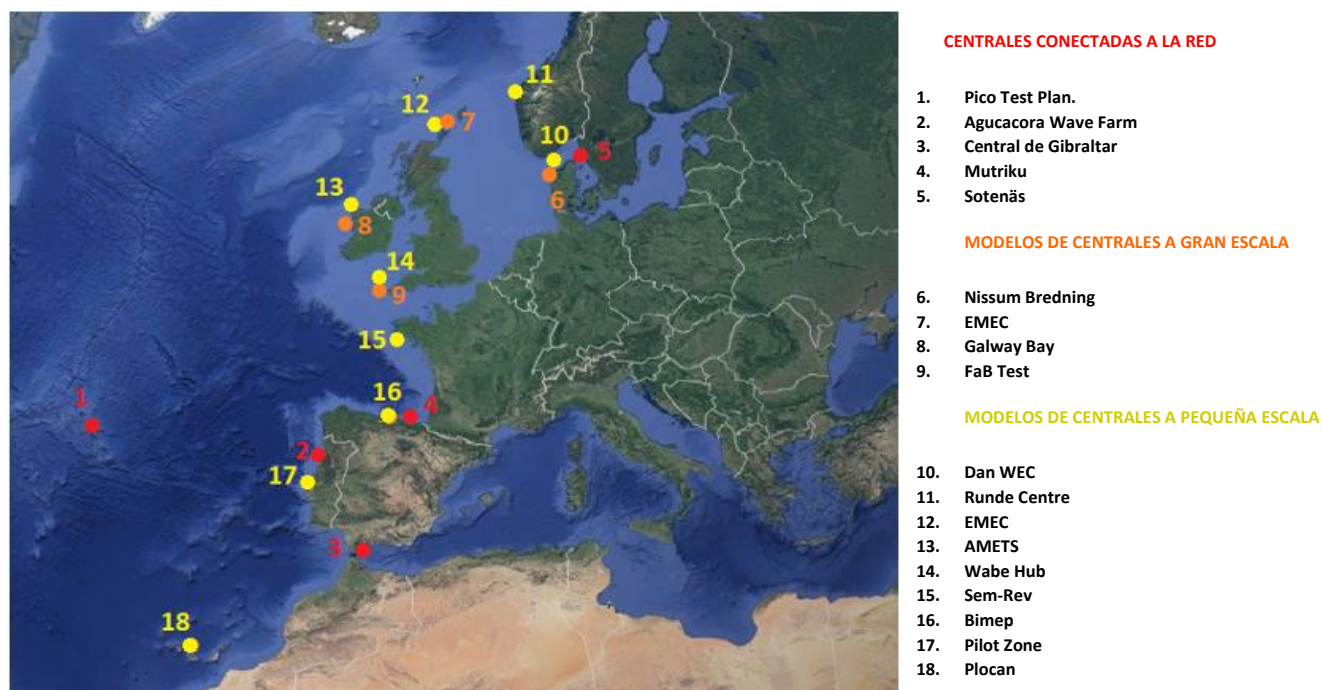 11
12
7
10
5
13
6
8
14
9
15
16
4
1
2
17
3
18
CENTRALES CONECTADAS A LA RED
1. Pico Test Plan.
2. Agucacora Wave Farm
3. Central de Gibraltar
4. Mutriku
5. Sotenäs
MODELOS DE CENTRALES A GRAN ESCALA
6. Nissum Bredning
7. EMEC
8. Galway Bay
9. FaB Test
MODELOS DE CENTRALES A PEQUEÑA ESCALA
10. Dan WEC
11. Runde Centre
12. EMEC
13. AMETS
14. Wabe Hub
15. Sem-Rev
16. Bimep
17. Pilot Zone
18. Plocan